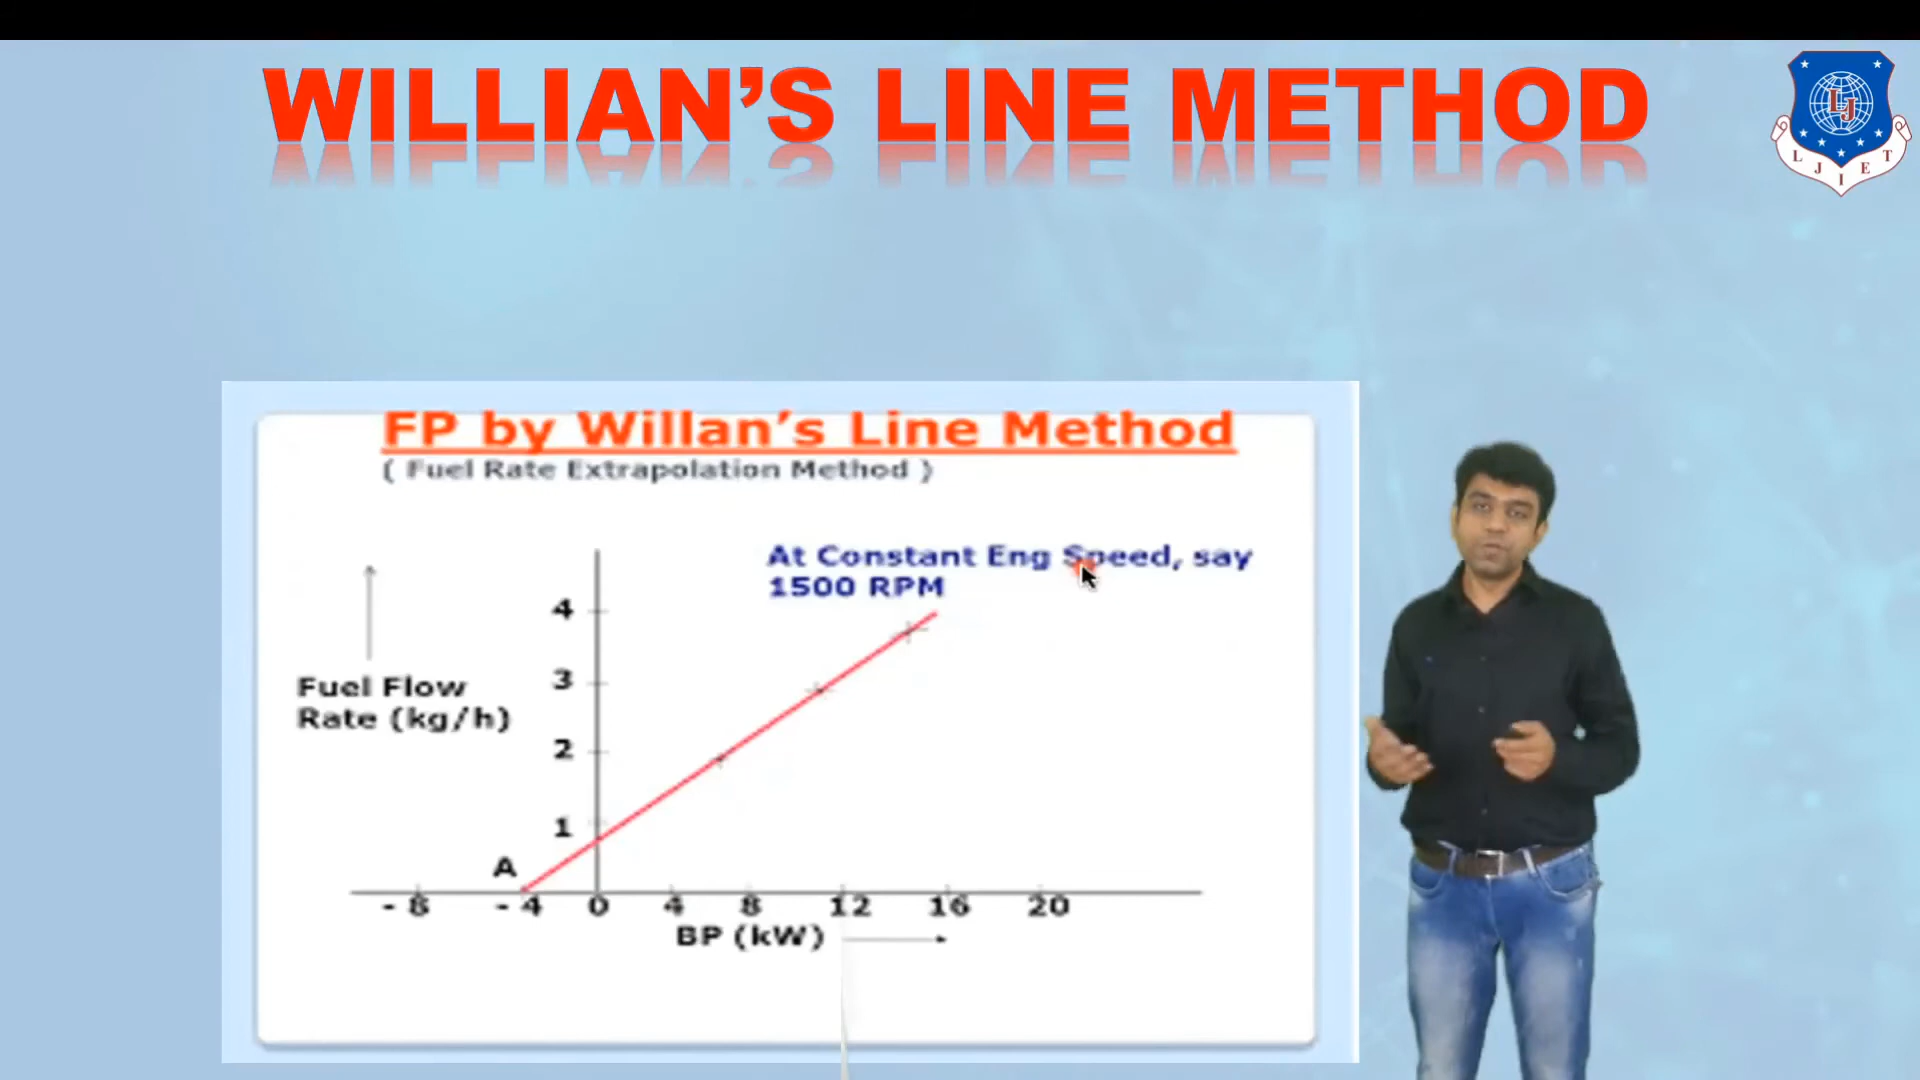 WILLIAN’S LINE METHOD
L J I E T
FP by Willan’s Line Method
( Fuel Rate Extrapolation Method )
At Constant Eng Speed, say
1500 RPM
4
3
Fuel Flow
Rate (kg/h)
2
1
A
- 8 - 4 0 4 8 12 16 20
BP (kW)